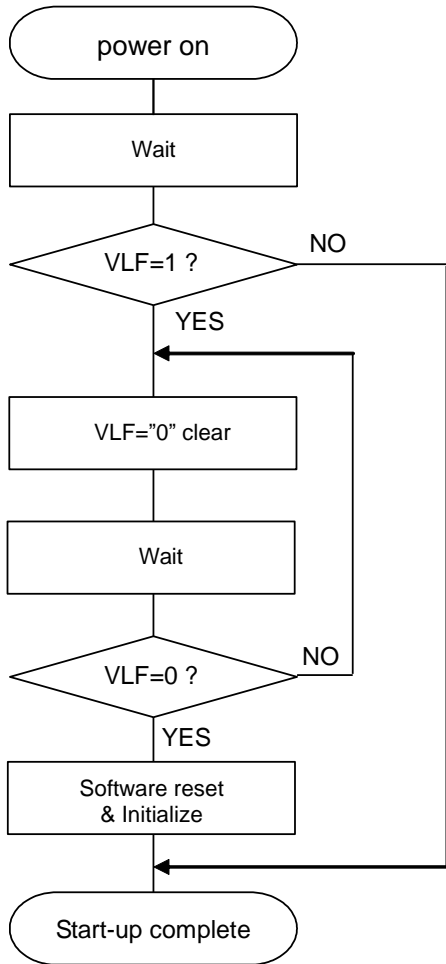 power on
Wait
VLF=1 ?
NO
YES
VLF=”0” clear
Wait
VLF=0 ?
NO
YES
Software reset
& Initialize
Start-up complete